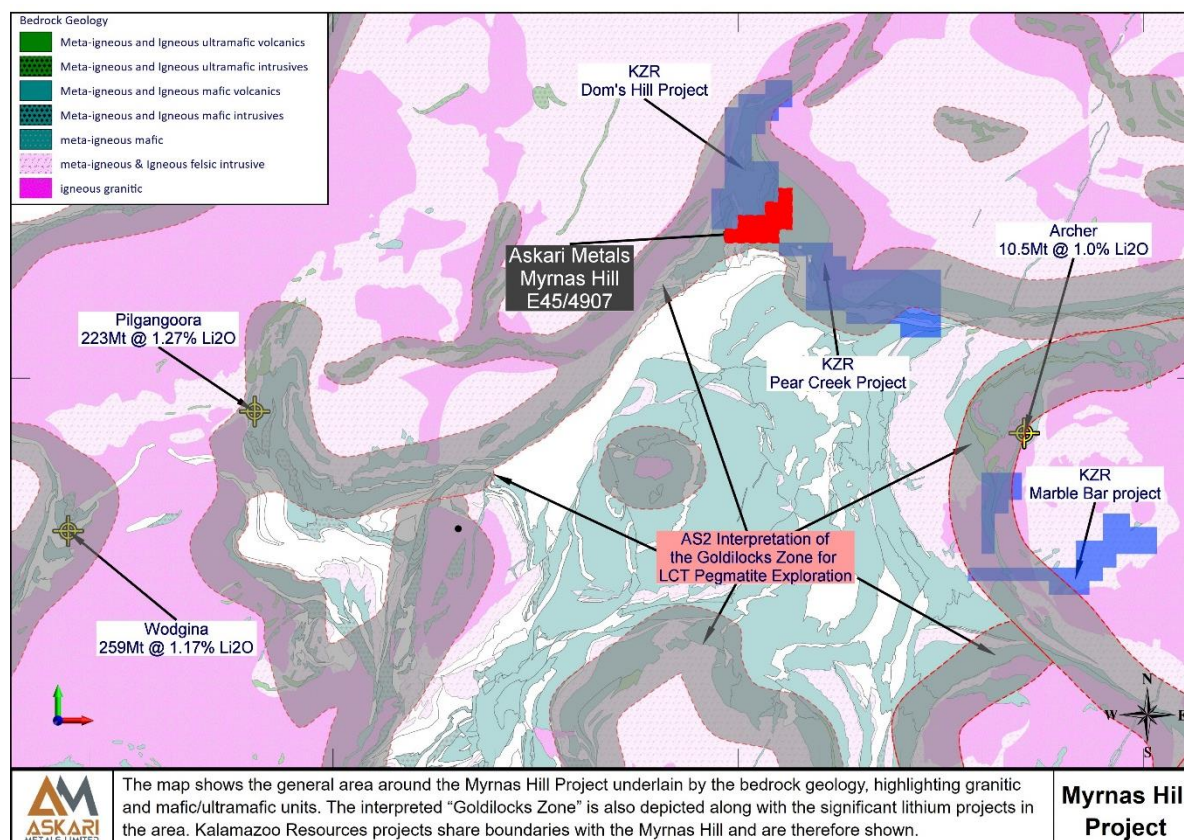 Bedrock Geology
Meta-igneous and Igneous ultramafic volcanics
Meta-igneous and Igneous ultramafic intrusives
Meta-igneous and Igneous mafic volcanics
Meta-igneous and Igneous mafic intrusives
meta-igneous mafic
meta-igneous & Igneous felsic intrusive
igneous granitic
KZR
Dom's Hill Project
Askari Metals
Myrnas Hill
E45/4907
Archer
10.5Mt @ 1.0% Li2O
Pilgangoora
223Mt @ 1.27% Li2O
KZR
Pear Creek Project
KZR
Marble Bar project
AS2 Interpretation of
the Goldilocks Zone for
LCT Pegmatite Exploration
Wodgina
259Mt @ 1.17% Li2O
N
W
E
S
AM
ASKARI
METALS LIMITED
The map shows the general area around the Myrnas Hill Project underlain by the bedrock geology, highlighting granitic
and mafic/ultramafic units. The interpreted “Goldilocks Zone” is also depicted along with the significant lithium projects in
the area. Kalamazoo Resources projects share boundaries with the Myrnas Hill and are therefore shown.
Myrnas Hill
Project